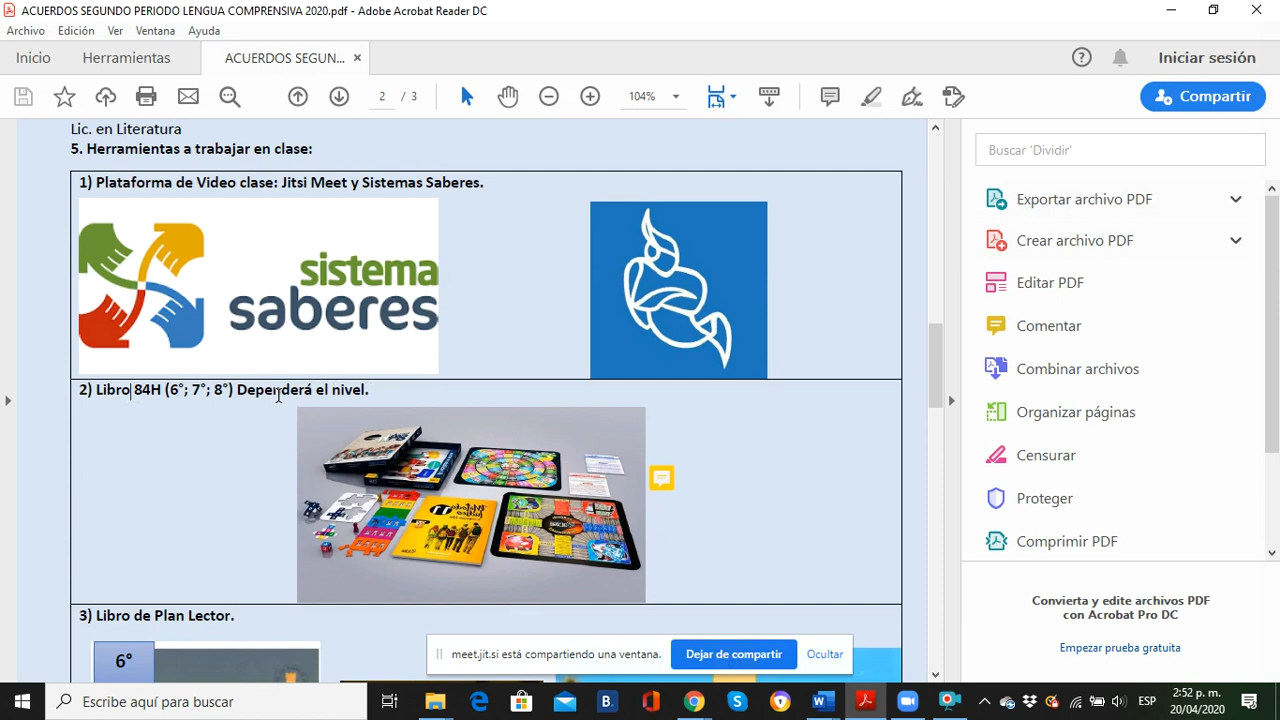 ACUERDOS SEGUNDO PERIODO LENGUA COMPRENSIVA 2020.pdf - Adobe Acrobat Reader DC
Archivo Edición Ver Ventana Ayuda
Inicio Herramientas ACUERDOS SEGUN... × Iniciar sesión
2 / 3 104% Compartir
Lic. en Literatura
5. Herramientas a trabajar en clase:
1) Plataforma de Video clase: Jitsi Meet y Sistemas Saberes.
sistema
saberes
2) Libro 84H (6°; 7°; 8°) Dependerá el nivel.
3) Libro de Plan Lector.
6°
meet.jit.si está compartiendo una ventana. Dejar de compartir Ocultar
Buscar 'Dividir'
Exportar archivo PDF
Crear archivo PDF
Editar PDF
Comentar
Combinar archivos
Organizar páginas
Censurar
Proteger
Comprimir PDF
Convierta y edite archivos PDF
con Acrobat Pro DC
Empezar prueba gratuita
Escribe aquí para buscar
ESP
2:52 p. m.
20/04/2020